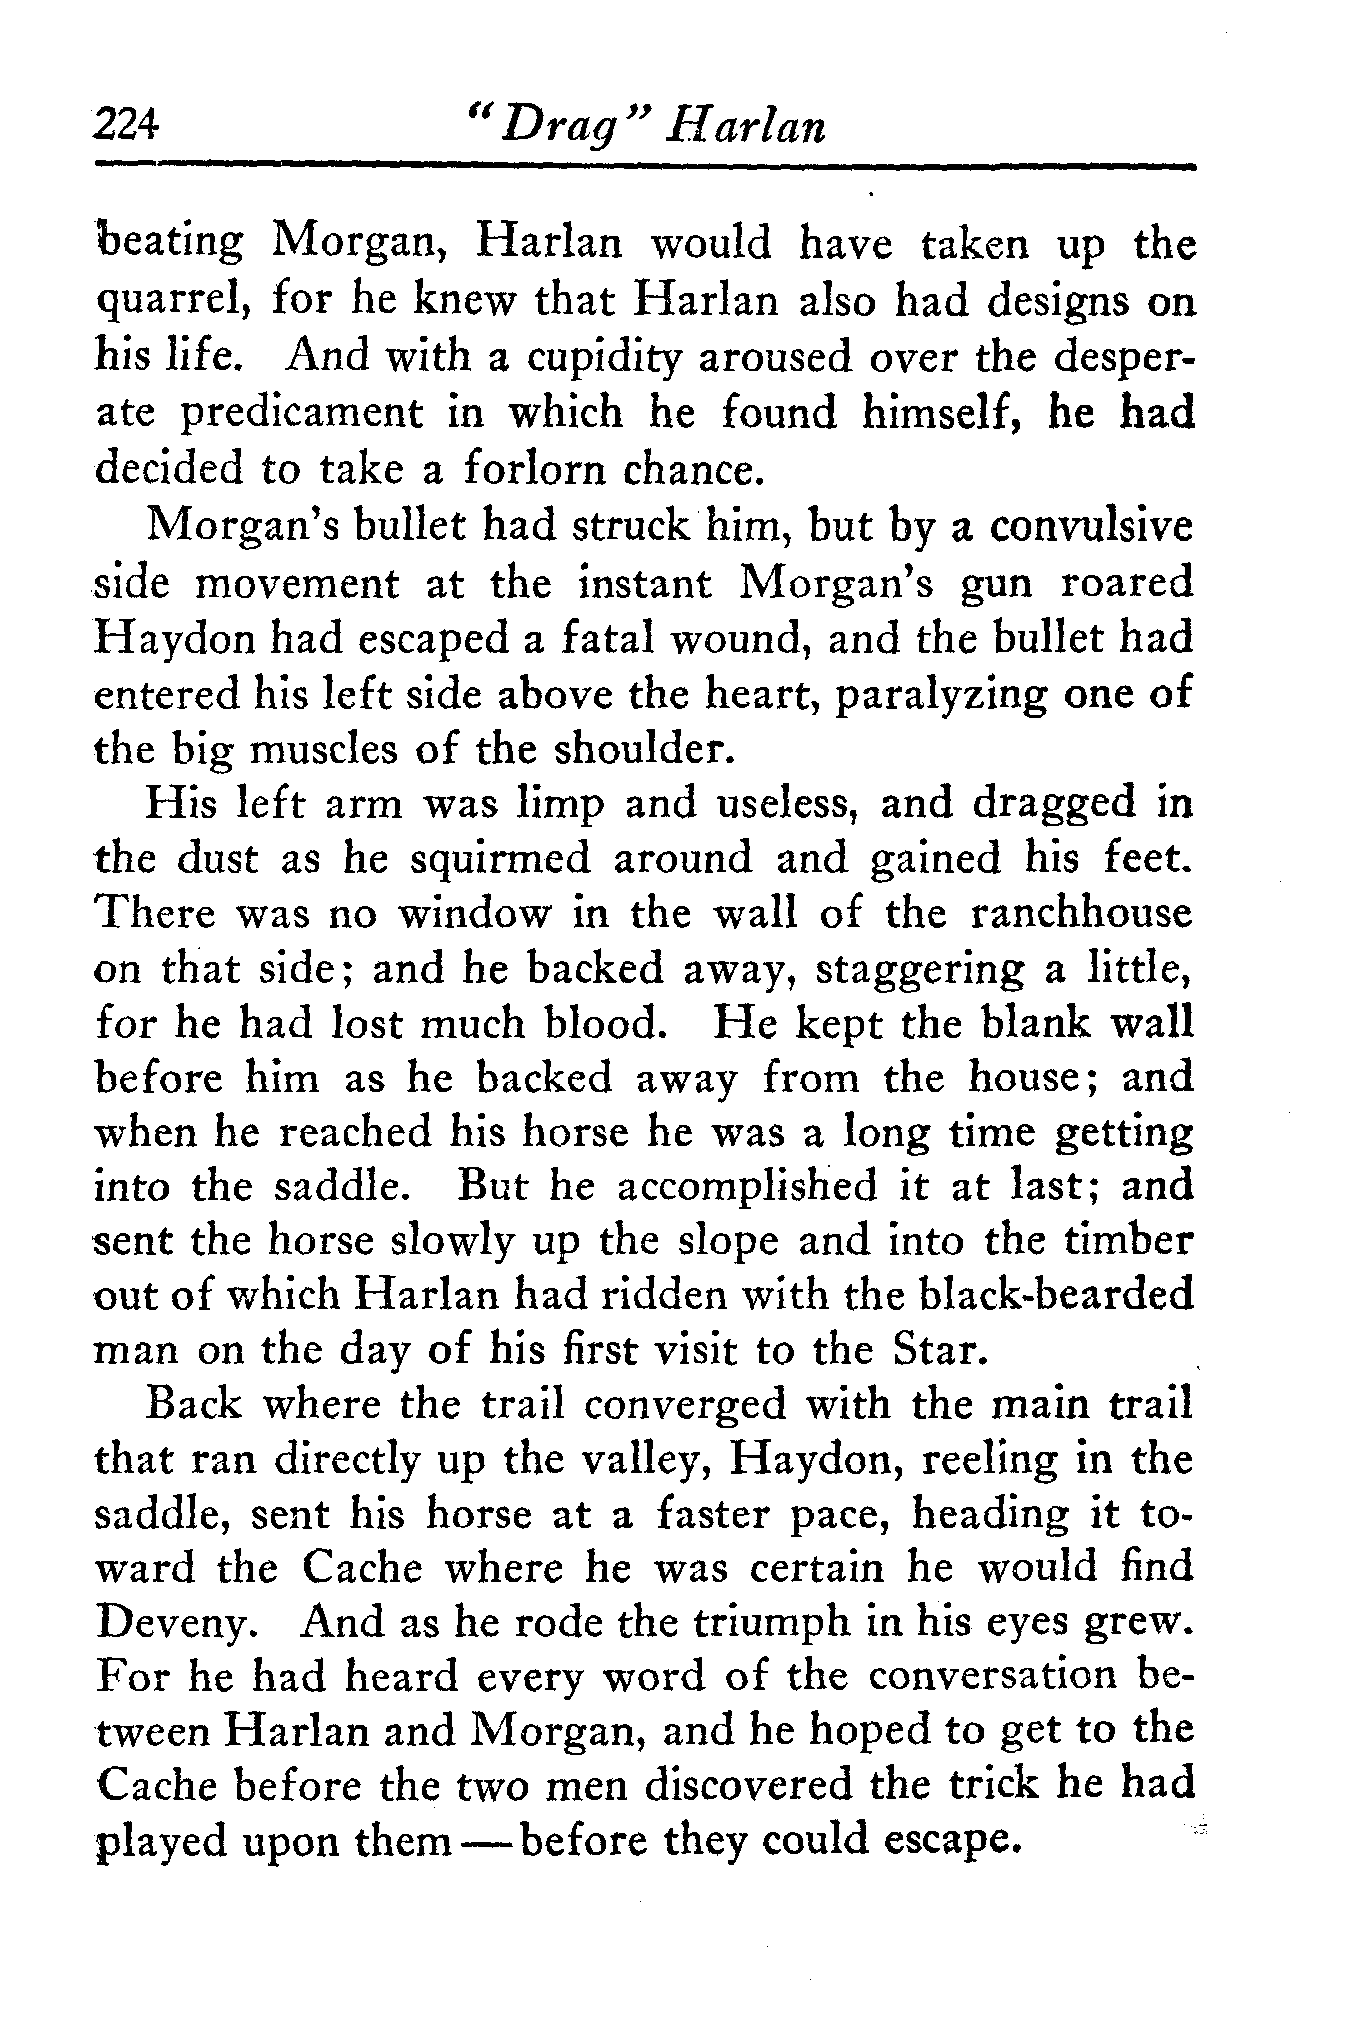 224 "Drag" Harlan
beating Morgan, Harlan would have taken up the
quarrel, for he knew that Harlan also had designs on
his life. And with a cupidity aroused over the desper-
ate predicament in which he found himself, he had
decided to take a forlorn chance.
Morgan's bullet had struck him, but by a convulsive
side movement at the instant Morgan's gun roared
Haydon had escaped a fatal wound, and the bullet had
entered his left side above the heart, paralyzing one of
the big muscles of the shoulder.
His left arm was limp and useless, and dragged in
the dust as he squirmed around and gained his feet.
There was no window in the wall of the ranchhouse
on that side; and he backed away, staggering a little,
for he had lost much blood. He kept the blank wall
before him as he backed away from the house; and
when he reached his horse he was a long time getting
into the saddle. But he accomplished it at last; and
sent the horse slowly up the slope and into the timber
out of which Harlan had ridden with the black-bearded
man on the day of his first visit to the Star.
Back where the trail converged with the main trail
that ran directly up the valley, Haydon, reeling in the
saddle, sent his horse at a faster pace, heading it to-
ward the Cache where he was certain he would find
Deveny. And as he rode the triumph in his eyes grew.
For he had heard every word of the conversation be-
tween Harlan and Morgan, and he hoped to get to the
Cache before the two men discovered the trick he had
played upon them—before they could escape.